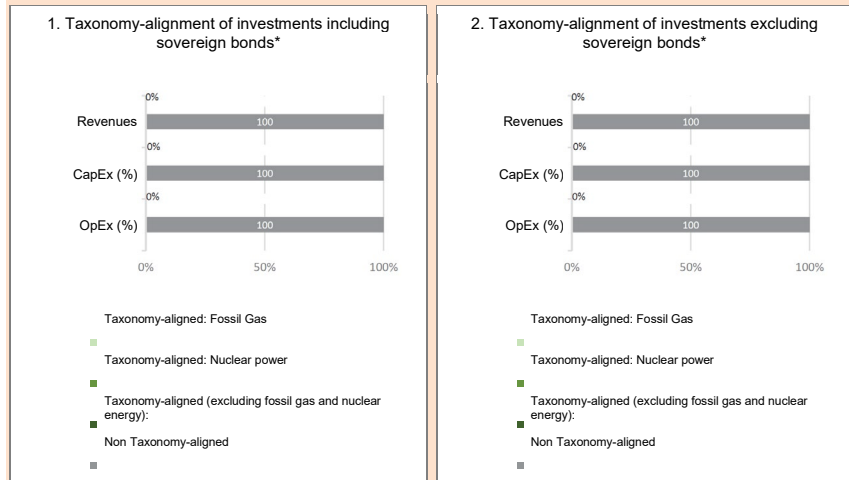 1. Taxonomy-alignment of investments including
sovereign bonds*
0%
Revenues
100
0%
CapEx (%)
100
0%
OpEx (%)
100
0%
50%
100%
Taxonomy-aligned: Fossil Gas
Taxonomy-aligned: Nuclear power
Taxonomy-aligned (excluding fossil gas and nuclear
energy):
Non Taxonomy-aligned
2. Taxonomy-alignment of investments excluding
sovereign bonds*
0%
Revenues
100
0%
CapEx (%)
100
0%
OpEx (%)
100
0%
50%
100%
Taxonomy-aligned: Fossil Gas
Taxonomy-aligned: Nuclear power
Taxonomy-aligned (excluding fossil gas and nuclear
energy):
Non Taxonomy-aligned